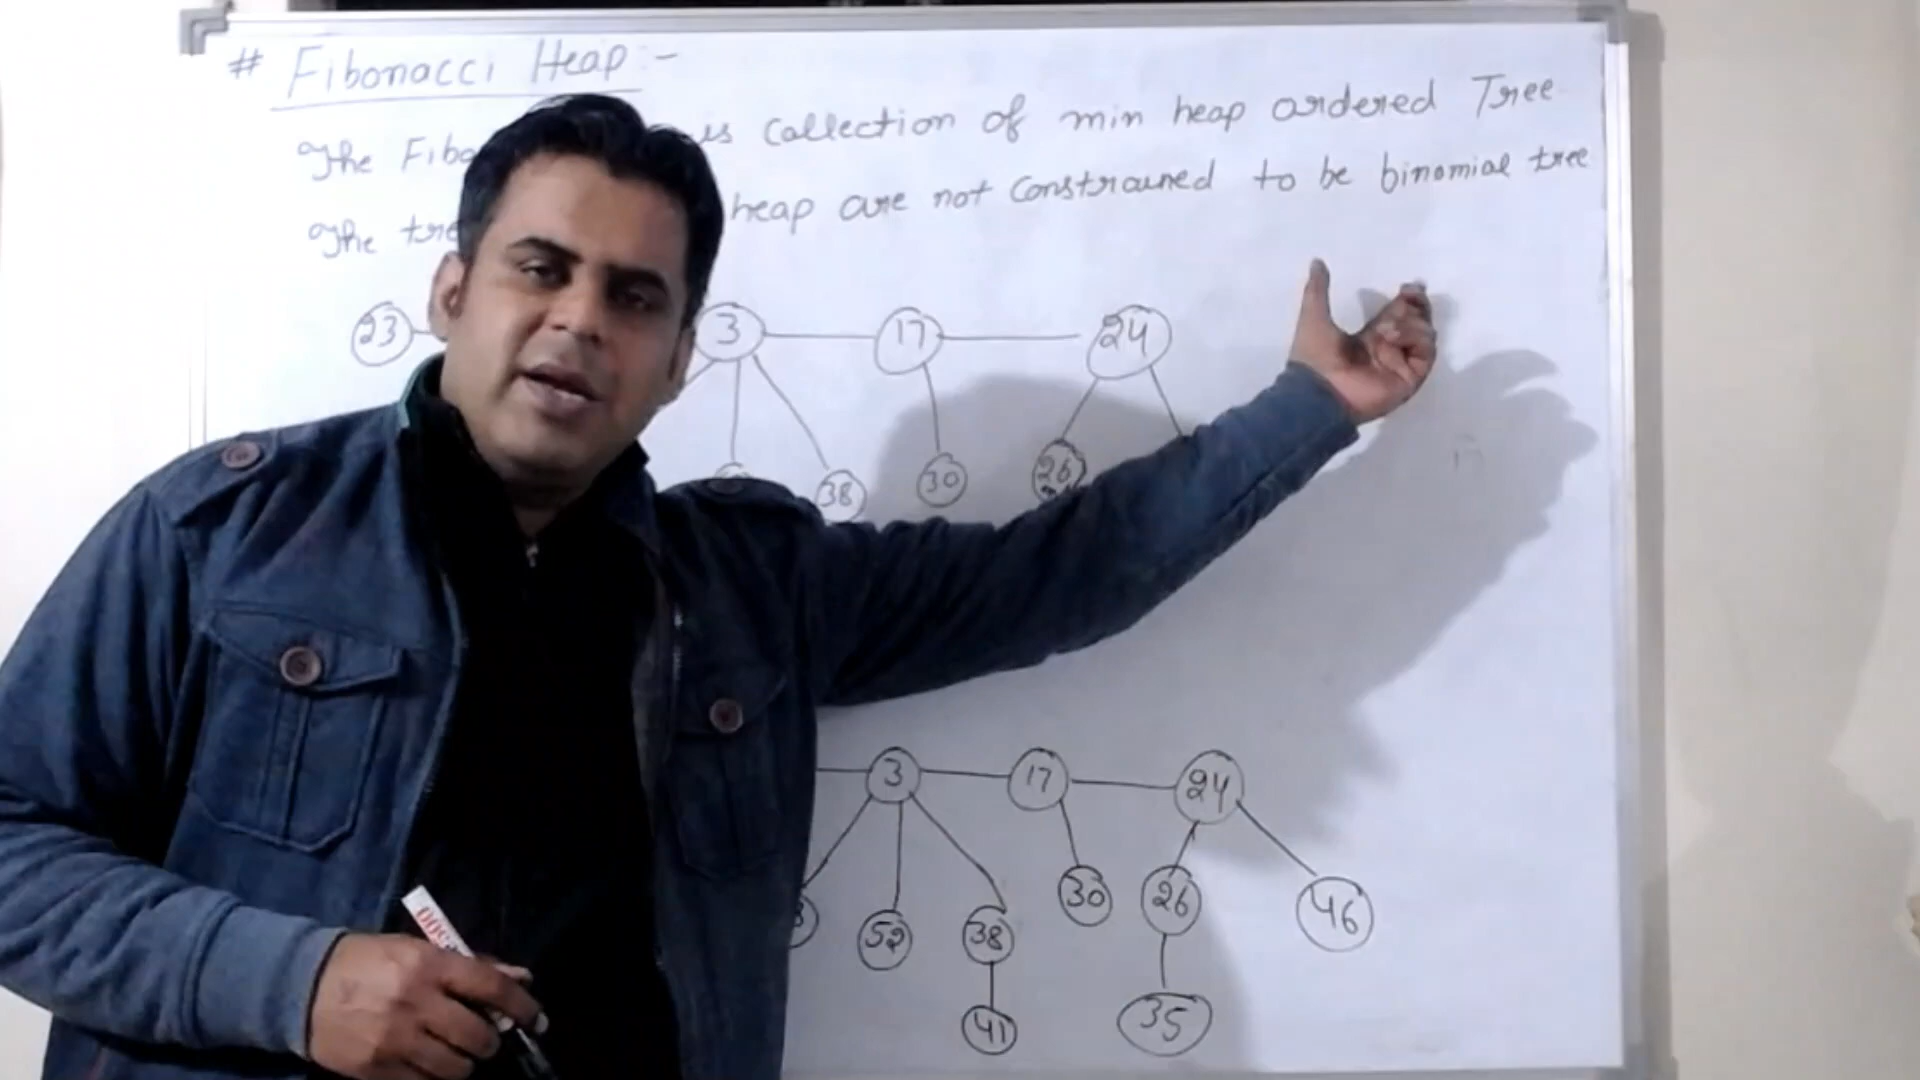 # Fibonacci Heap :-
The Fibo is Collection of min heap ordered Tree
The tre heap are not Constrained to be binomial tree
23 3 17 24
38 30 26
3 17 24
52 38 30 26 46
41 35